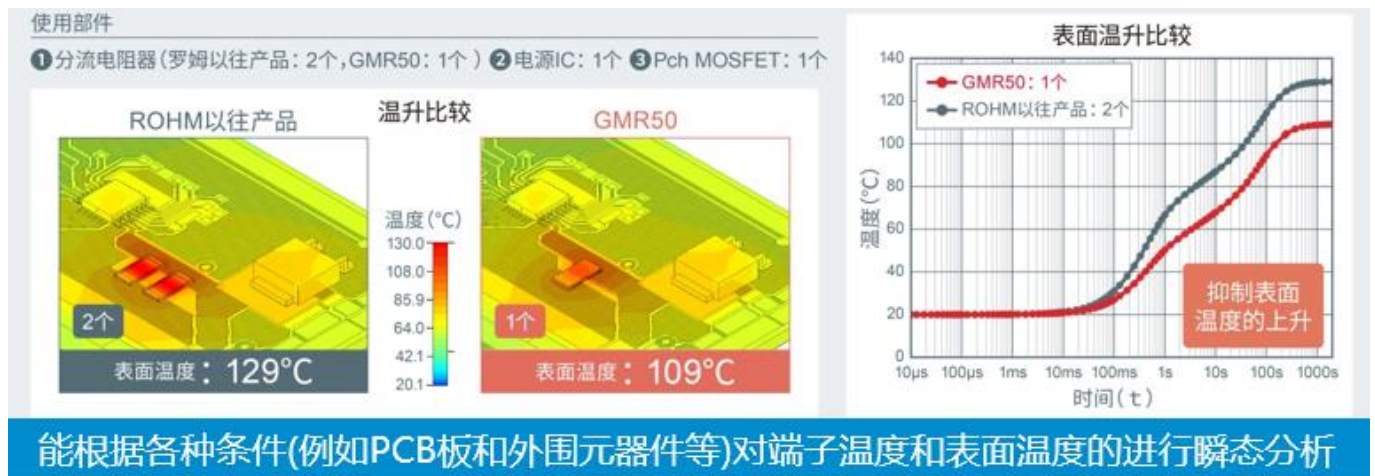 使用部件
❶分流电阻器(罗姆以往产品：2个,GMR50：1个 ) ❷电源IC：1个 ❸Pch MOSFET：1个
温升比较
ROHM以往产品
GMR50
温度(℃)
130.0
108.0
85.9
64.0
42.1
20.1
2个
表面温度：129℃
1个
表面温度：109℃
表面温升比较
GMR50：1个
ROHM以往产品：2个
温度(℃)
140
120
100
80
60
40
20
0
10μs 100μs 1ms 10ms 100ms 1s 10s 100s 1000s
时间( t )
抑制表面
温度的上升
能根据各种条件(例如PCB板和外围元器件等)对端子温度和表面温度的进行瞬态分析